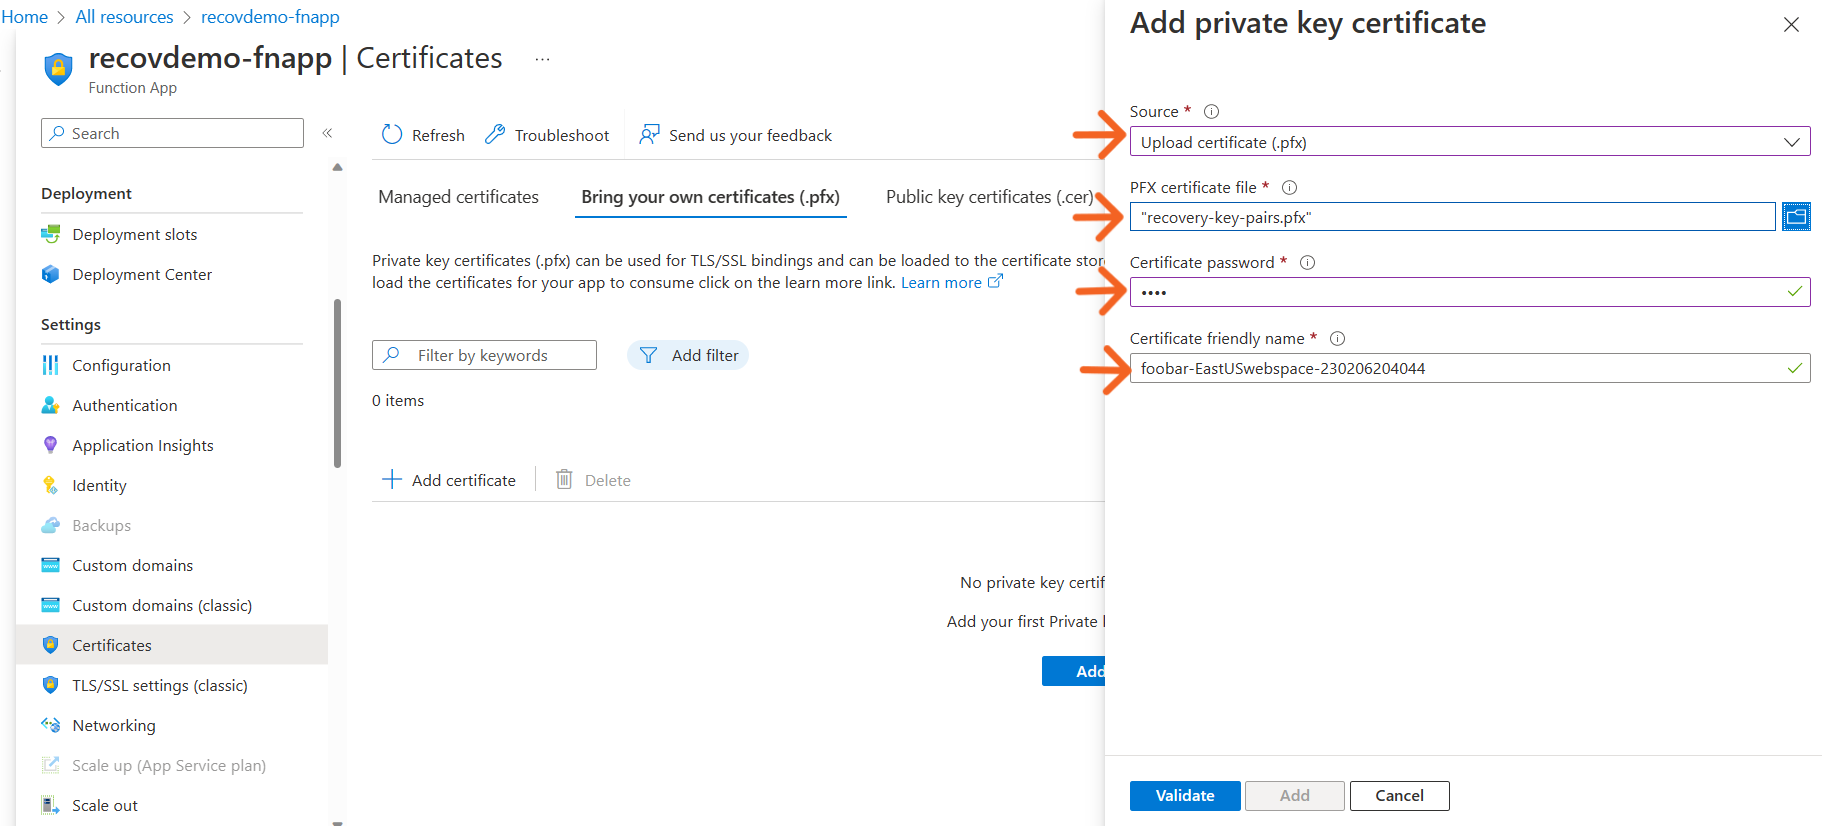 Home > All resources > recovdemo-fnapp
recovdemo-fnapp | Certificates ...
Function App
Search
«
Deployment
Deployment slots
Deployment Center
Settings
Configuration
Authentication
Application Insights
Identity
Backups
Custom domains
Custom domains (classic)
Certificates
TLS/SSL settings (classic)
Networking
Scale up (App Service plan)
Scale out
Refresh
Troubleshoot
Send us your feedback
Managed certificates
Bring your own certificates (.pfx)
Public key certificates (.cer)
Private key certificates (.pfx) can be used for TLS/SSL bindings and can be loaded to the certificate stor
load the certificates for your app to consume click on the learn more link. Learn more
Filter by keywords
Add filter
0 items
Add certificate
Delete
No private key certif
Add your first Private
Add
Add private key certificate
Source *
Upload certificate (.pfx)
PFX certificate file *
"recovery-key-pairs.pfx"
Certificate password *
••••
Certificate friendly name *
foobar-EastUSwebspace-230206204044
Validate
Add
Cancel